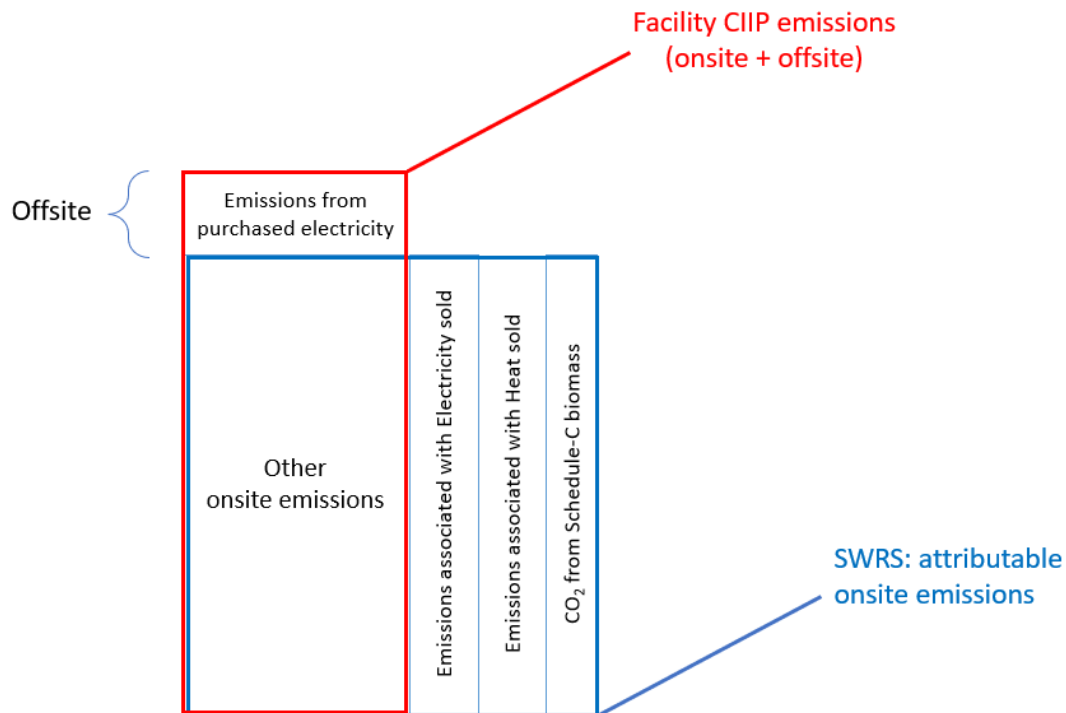 Facility CIIP emissions
(onsite + offsite)
Offsite
Emissions from
purchased electricity
Other
onsite emissions
Emissions associated with Electricity sold
Emissions associated with Heat sold
CO₂ from Schedule-C biomass
SWRS: attributable
onsite emissions